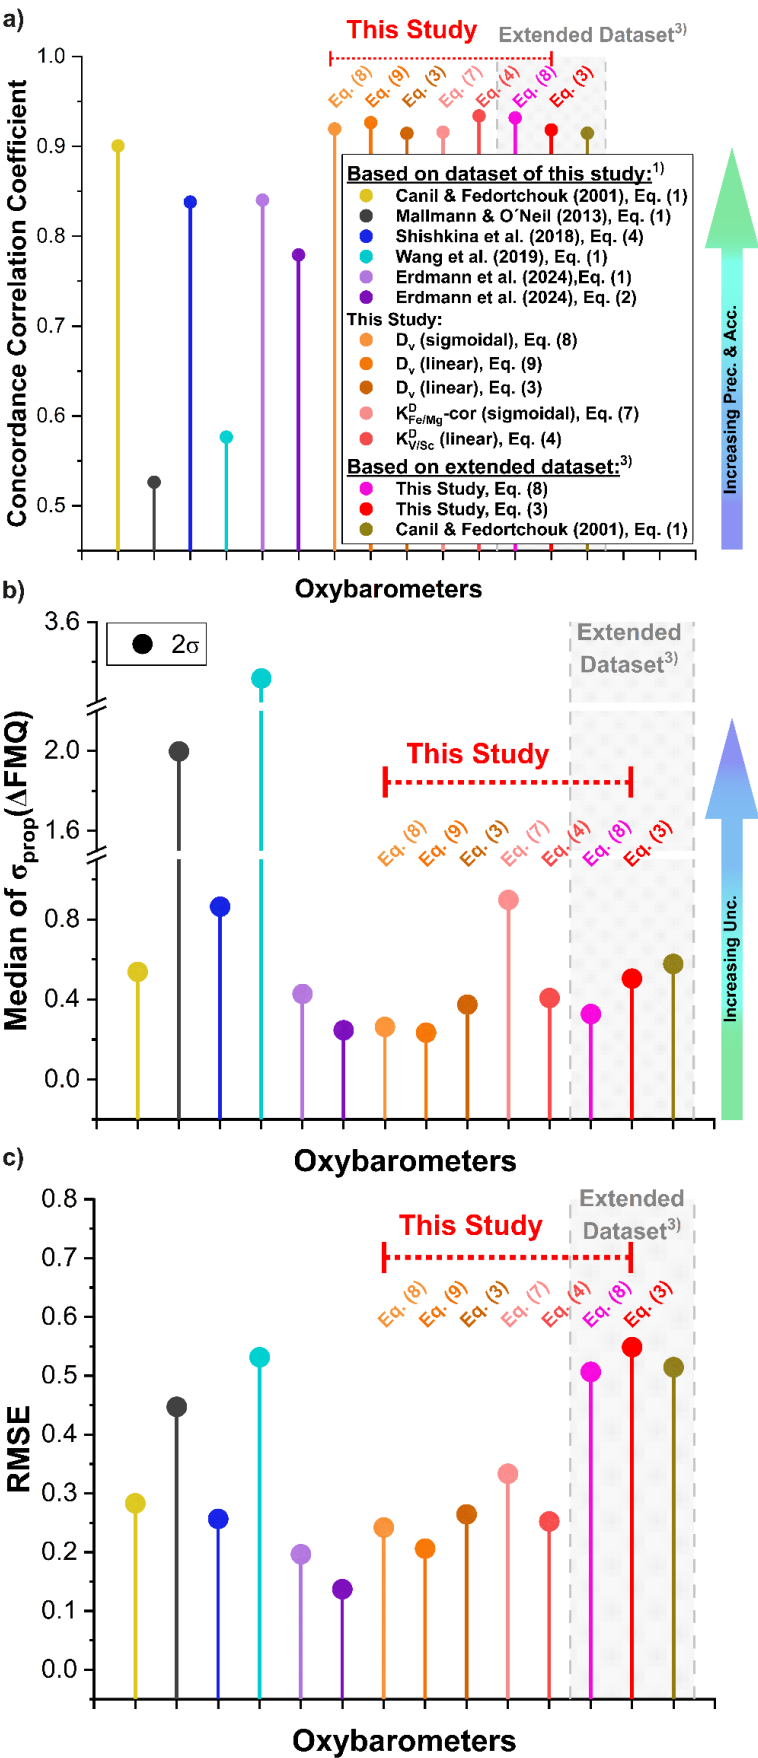 a)
This Study
Extended Dataset3)
Eq. (8)
Eq. (9)
Eq. (3)
Eq. (7)
Eq. (4)
Eq. (8)
Eq. (3)
Concordance Correlation Coefficient
1.0
0.9
0.8
0.7
0.6
0.5
Based on dataset of this study:1)
Canil & Fedortchouk (2001), Eq. (1)
Mallmann & O´Neil (2013), Eq. (1)
Shishkina et al. (2018), Eq. (4)
Wang et al. (2019), Eq. (1)
Erdmann et al. (2024),Eq. (1)
Erdmann et al. (2024), Eq. (2)
This Study:
Dv (sigmoidal), Eq. (8)
Dv (linear), Eq. (9)
Dv (linear), Eq. (3)
KD Fe/Mg-cor (sigmoidal), Eq. (7)
KD V/Sc (linear), Eq. (4)
Based on extended dataset:3)
This Study, Eq. (8)
This Study, Eq. (3)
Canil & Fedortchouk (2001), Eq. (1)
Increasing Prec. & Acc.
Oxybarometers
b)
2σ
Extended
Dataset3)
This Study
Eq. (8)
Eq. (9)
Eq. (3)
Eq. (7)
Eq. (4)
Eq. (8)
Eq. (3)
Median of σprop(ΔFMQ)
3.6
2.0
1.6
0.8
0.4
0.0
Increasing Unc.
Oxybarometers
c)
Extended
Dataset3)
This Study
Eq. (8)
Eq. (9)
Eq. (3)
Eq. (7)
Eq. (4)
Eq. (8)
Eq. (3)
RMSE
0.8
0.7
0.6
0.5
0.4
0.3
0.2
0.1
0.0
Oxybarometers